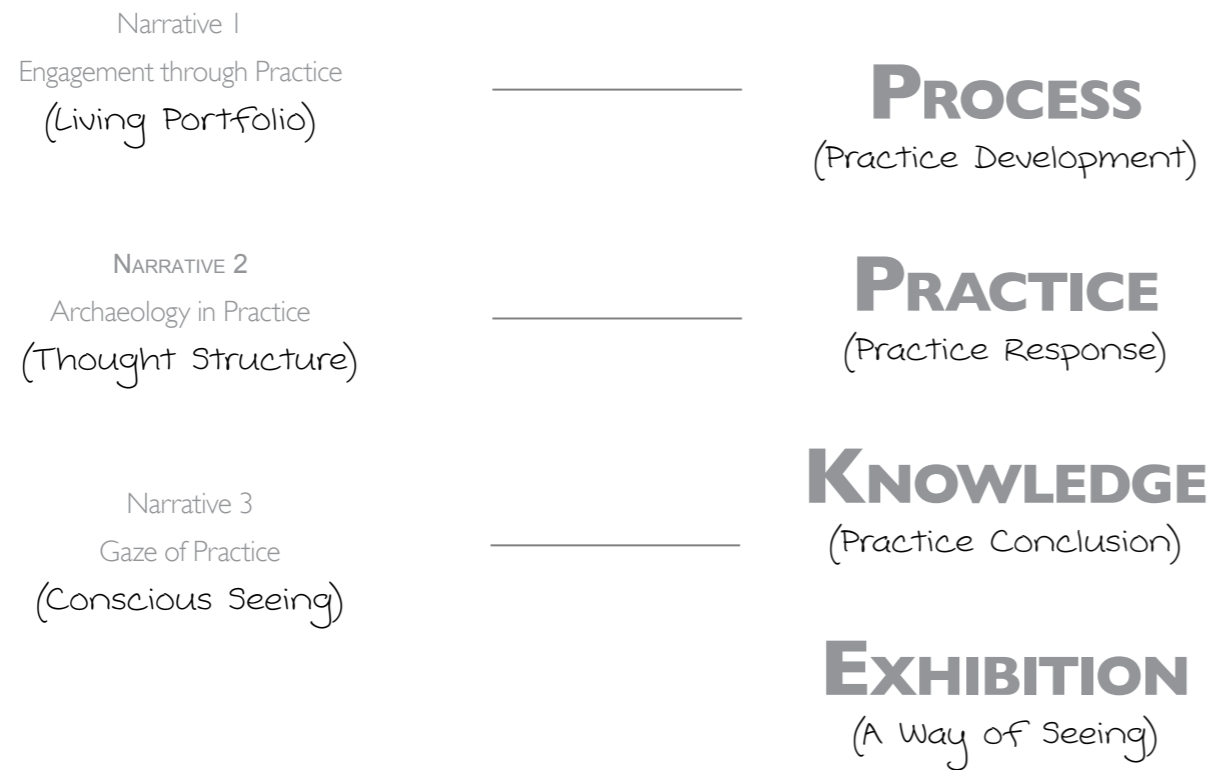 Narrative 1
Engagement through Practice
(Living Portfolio)
PROCESS
(Practice Development)
NARRATIVE 2
Archaeology in Practice
(Thought Structure)
PRACTICE
(Practice Response)
Narrative 3
Gaze of Practice
(Conscious Seeing)
KNOWLEDGE
(Practice Conclusion)
EXHIBITION
(A Way of Seeing)